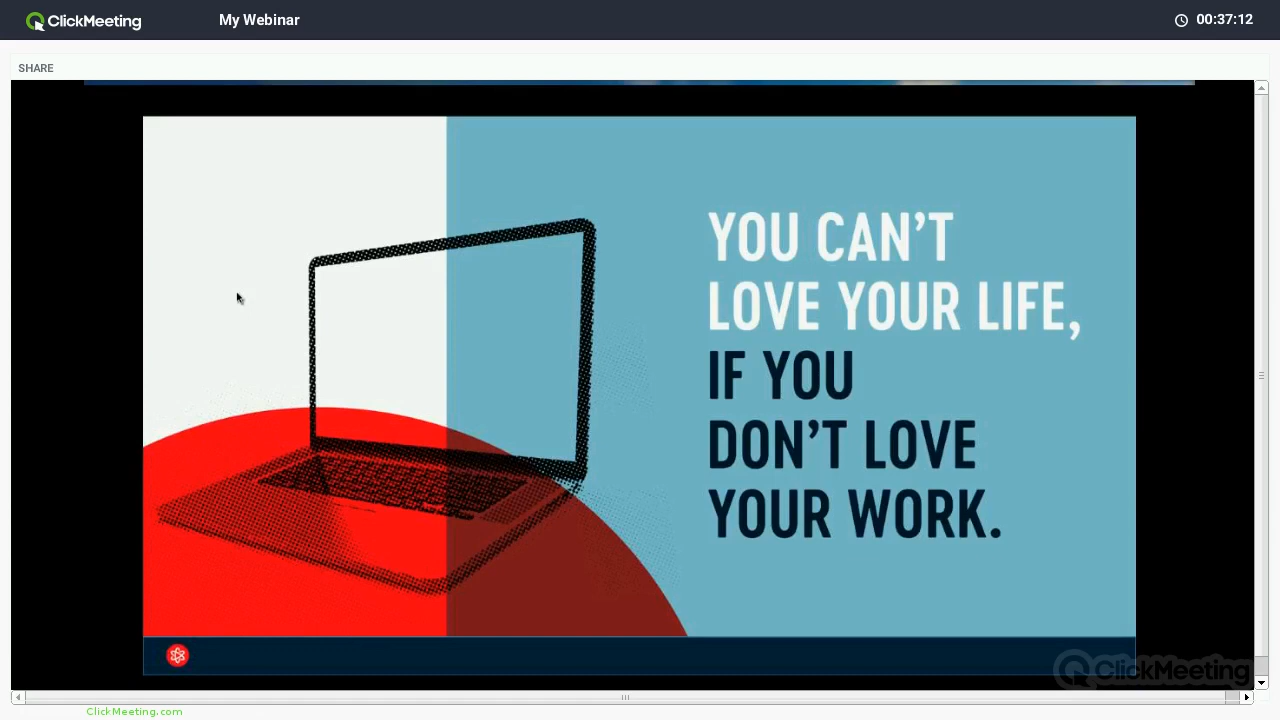 ClickMeeting
My Webinar
00:37:12
SHARE
YOU CAN'T
LOVE YOUR LIFE,
IF YOU
DON'T LOVE
YOUR WORK.
ClickMeeting
ClickMeeting.com